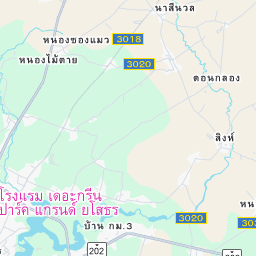 นาสีนวล
หนองซองแมว
3018
หนองไม้ตาย
3020
ดอนกลอง
สิงห์
โรงแรม เดอะกรีน
ปาร์ค แกรนด์ ยโสธร
3020
บ้าน กม.3
202
202